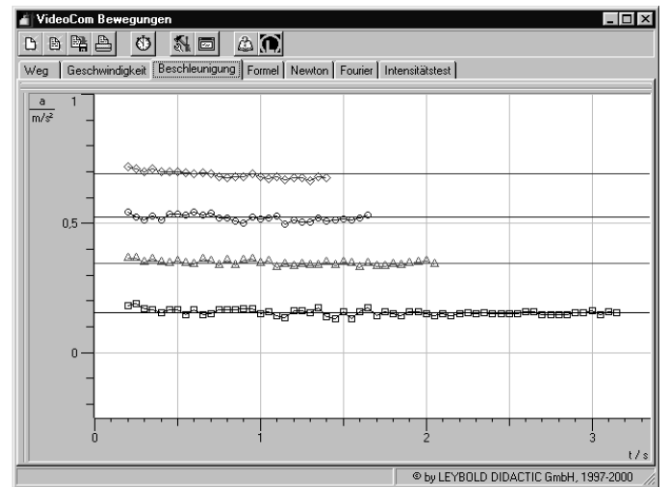 VideoCom Bewegungen
Weg Geschwindigkeit Beschleunigung Formel Newton Fourier Intensitätstest
a
m/s²
1
0,5
0
0 1 2 3
t / s
© by LEYBOLD DIDACTIC GmbH, 1997-2000